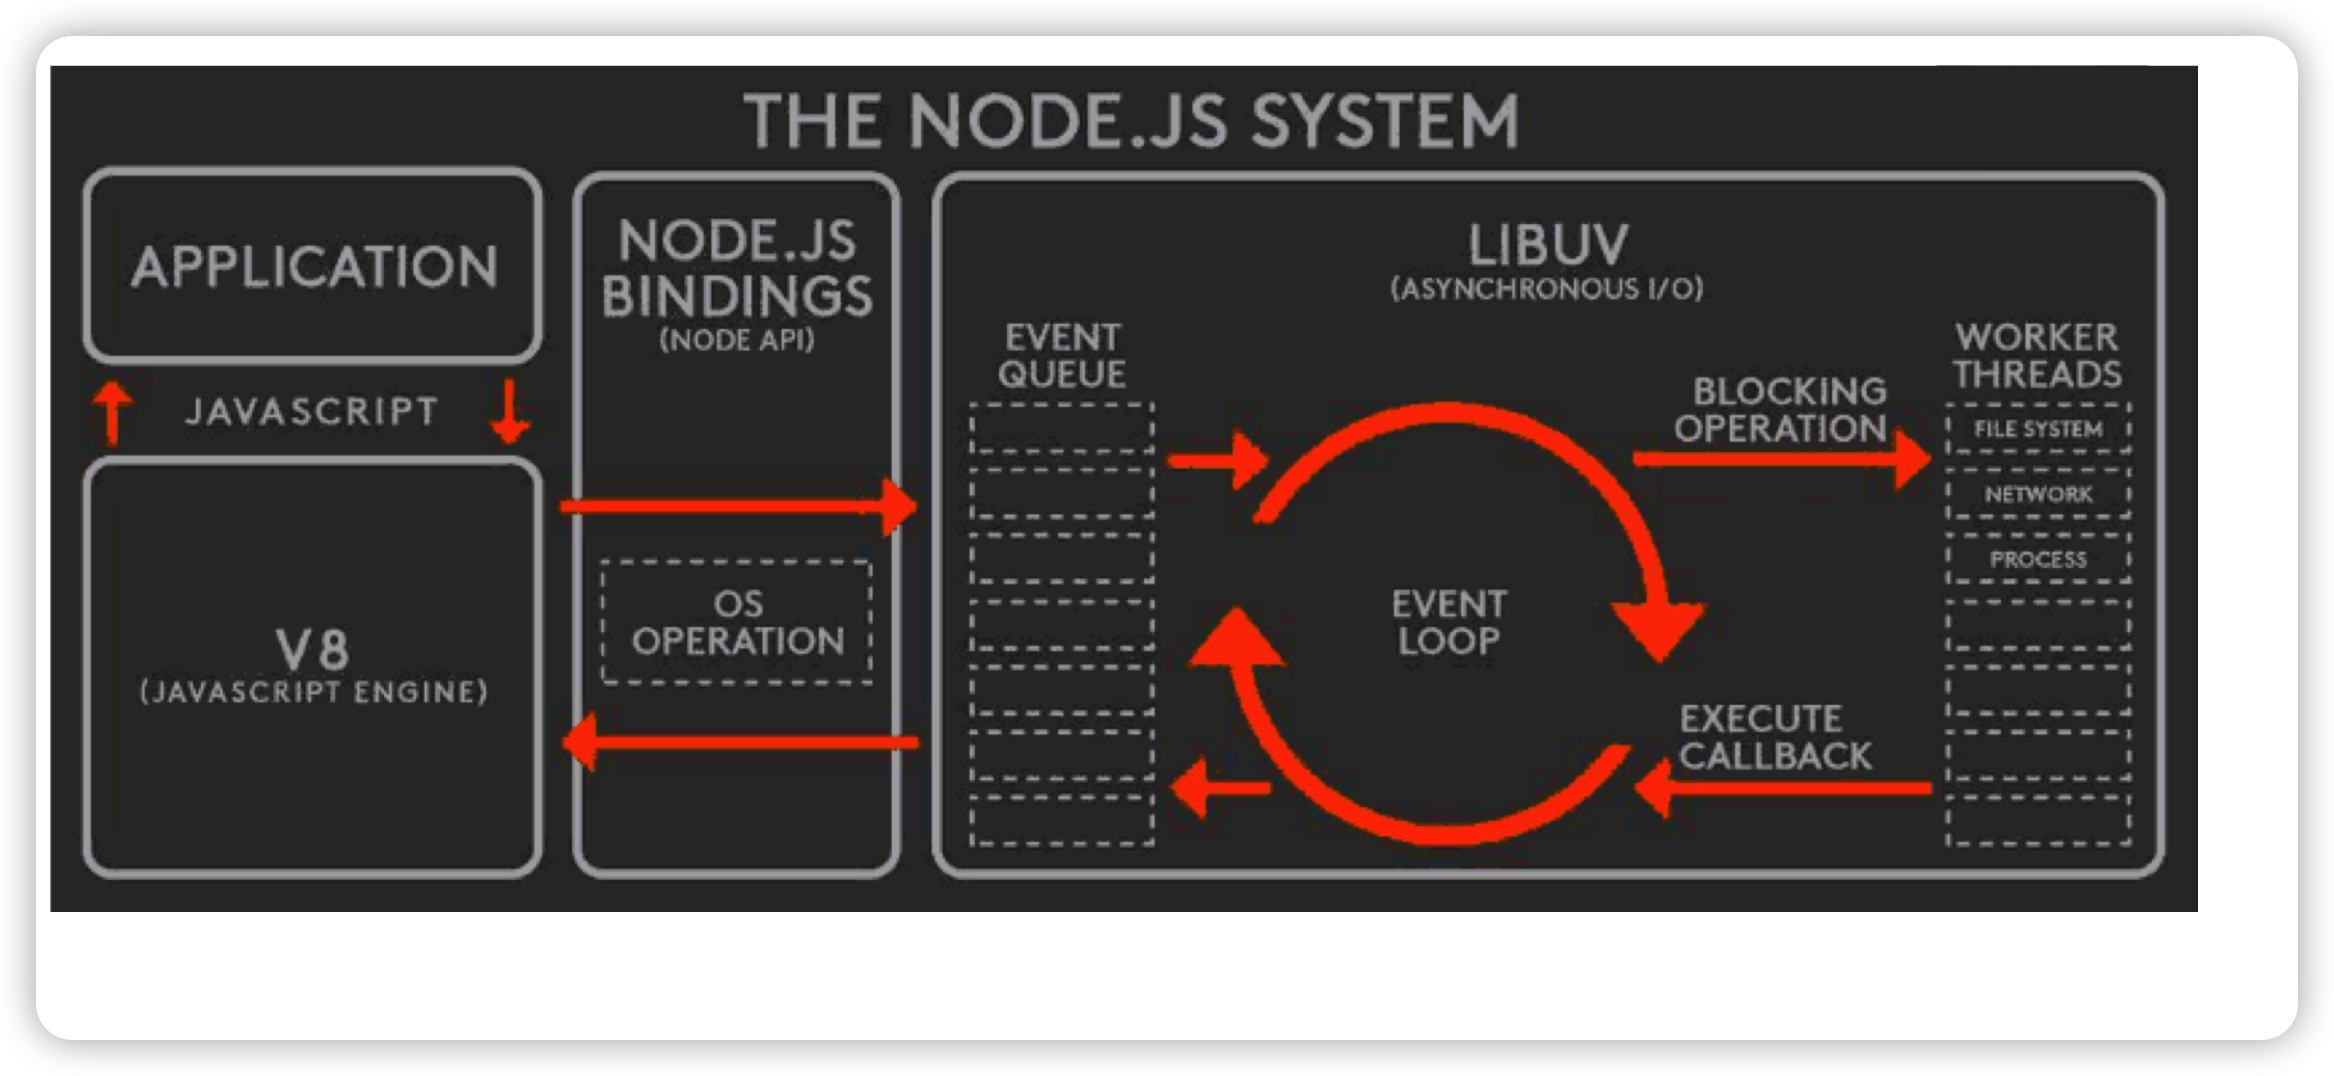 THE NODE.JS SYSTEM
APPLICATION
JAVASCRIPT
V8
(JAVASCRIPT ENGINE)
NODE.JS
BINDINGS
(NODE API)
OS
OPERATION
LIBUV
(ASYNCHRONOUS I/O)
EVENT
QUEUE
EVENT
LOOP
BLOCKING
OPERATION
EXECUTE
CALLBACK
WORKER
THREADS
FILE SYSTEM
NETWORK
PROCESS